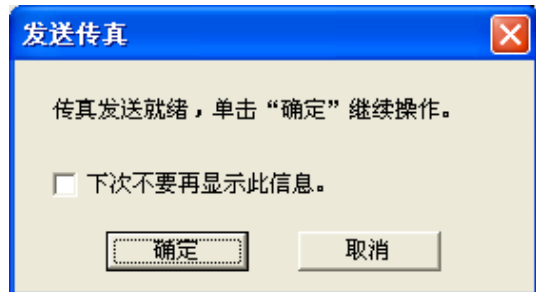 发送传真
传真发送就绪，单击“确定”继续操作。
下次不要再显示此信息。
确定
取消